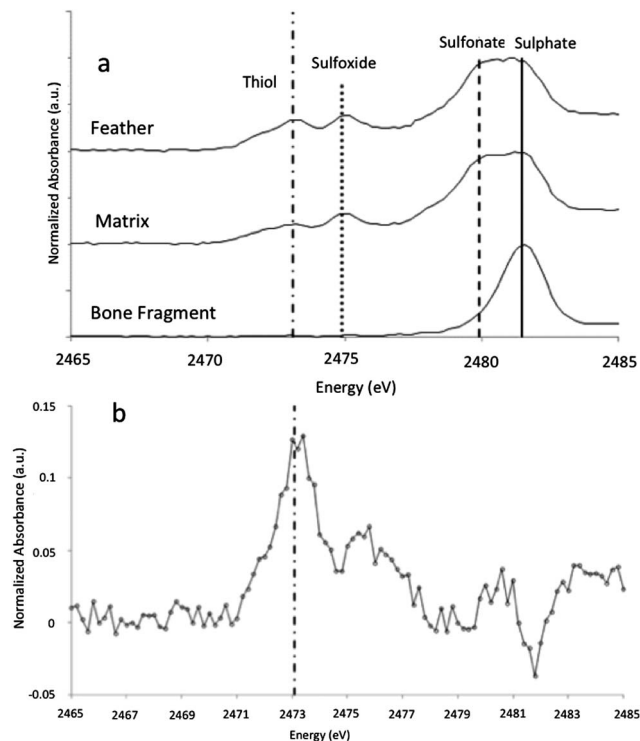 a
Sulfonate Sulphate
Sulfoxide
Thiol
Feather
Matrix
Bone Fragment
Normalized Absorbance (a.u.)
2465 2470 2475 2480 2485
Energy (eV)
b
0.15
0.1
0.05
0
-0.05
Normalized Absorbance (a.u.)
2465 2467 2469 2471 2473 2475 2477 2479 2481 2483 2485
Energy (eV)